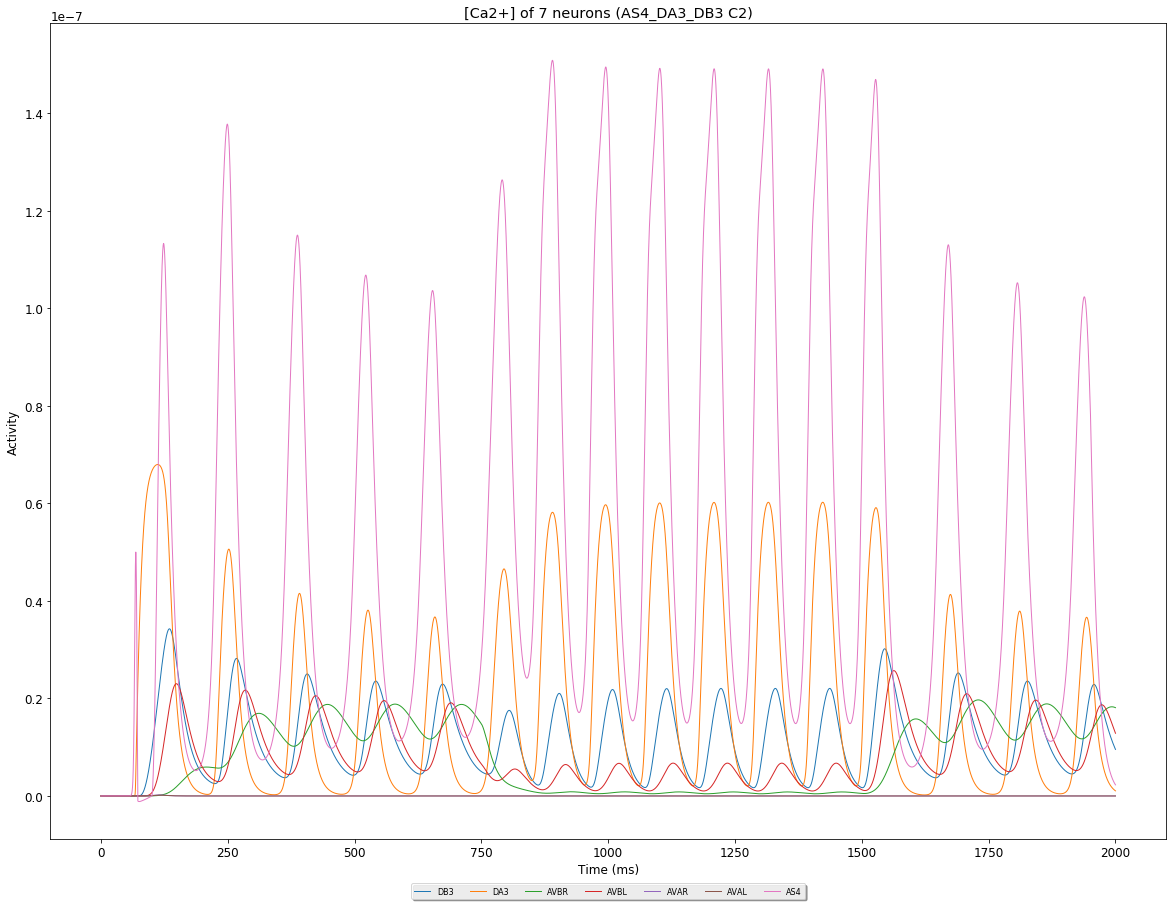 [Ca2+] of 7 neurons (AS4_DA3_DB3 C2)
1e−7
1.4
1.2
1.0
0.8
0.6
0.4
0.2
0.0
Activity
0 250 500 750 1000 1250 1500 1750 2000
Time (ms)
DB3 DA3 AVBR AVBL AVAR AVAL AS4